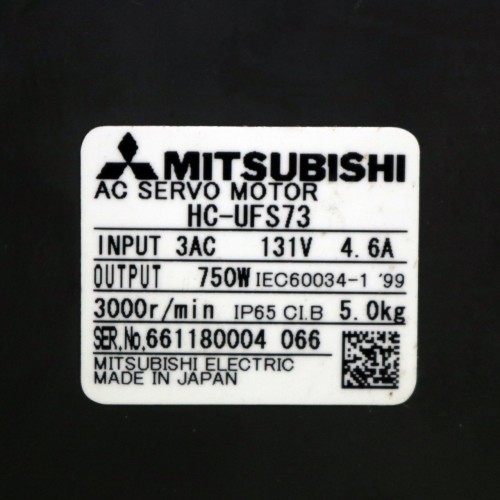 MITSUBISHI
AC SERVO MOTOR
HC-UFS73
INPUT 3AC 131V 4.6A
OUTPUT 750W IEC60034-1 '99
3000r/min IP65 CI.B 5.0kg
SER.No.661180004 066
MITSUBISHI ELECTRIC
MADE IN JAPAN